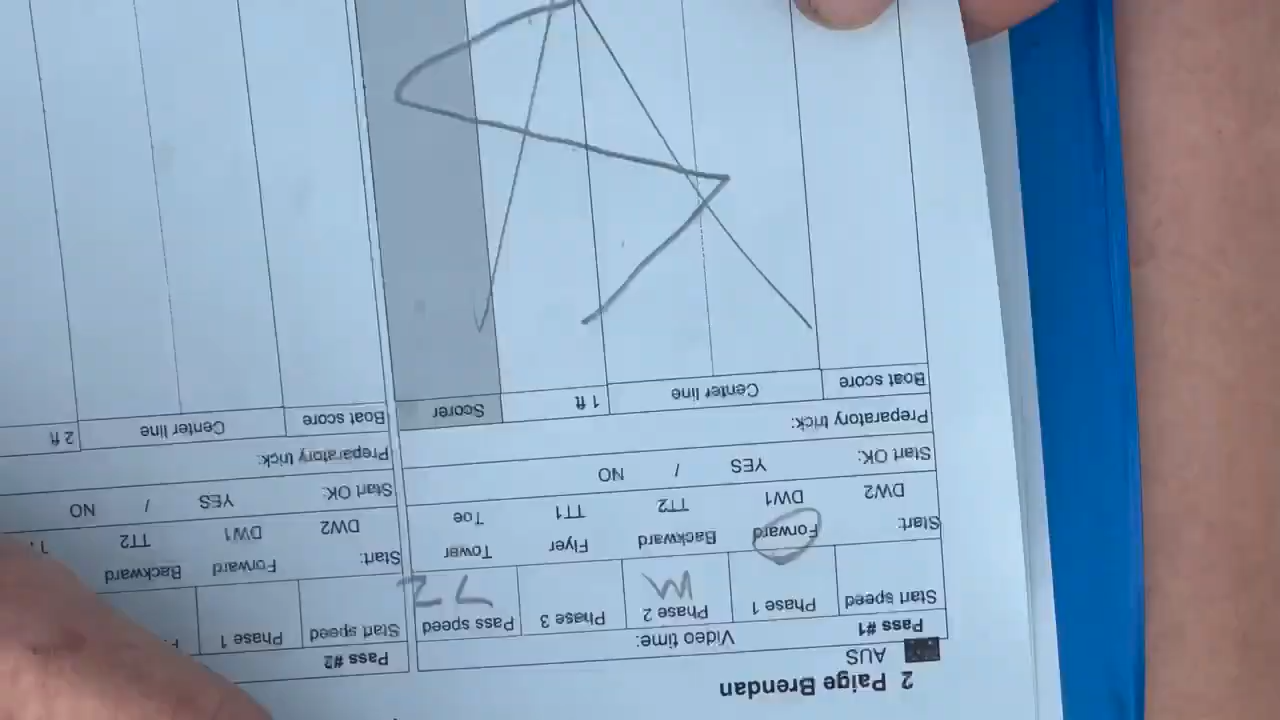 2 Paige Brendan
AUS
Pass #1 Video time:
Start speed Phase 1 Phase 2 Phase 3 Pass speed
Start: Forward Backward Flyer Tower
DW2 DW1 TT2 TT1 Toe
Start OK: YES / NO
Preparatory trick:
Boat score Center line 1 ft Scorer
Pass #2
Start speed Phase 1
Start: Forward Backward
DW2 DW1 TT2
Start OK: YES / NO
Preparatory trick:
Boat score Center line 2 ft